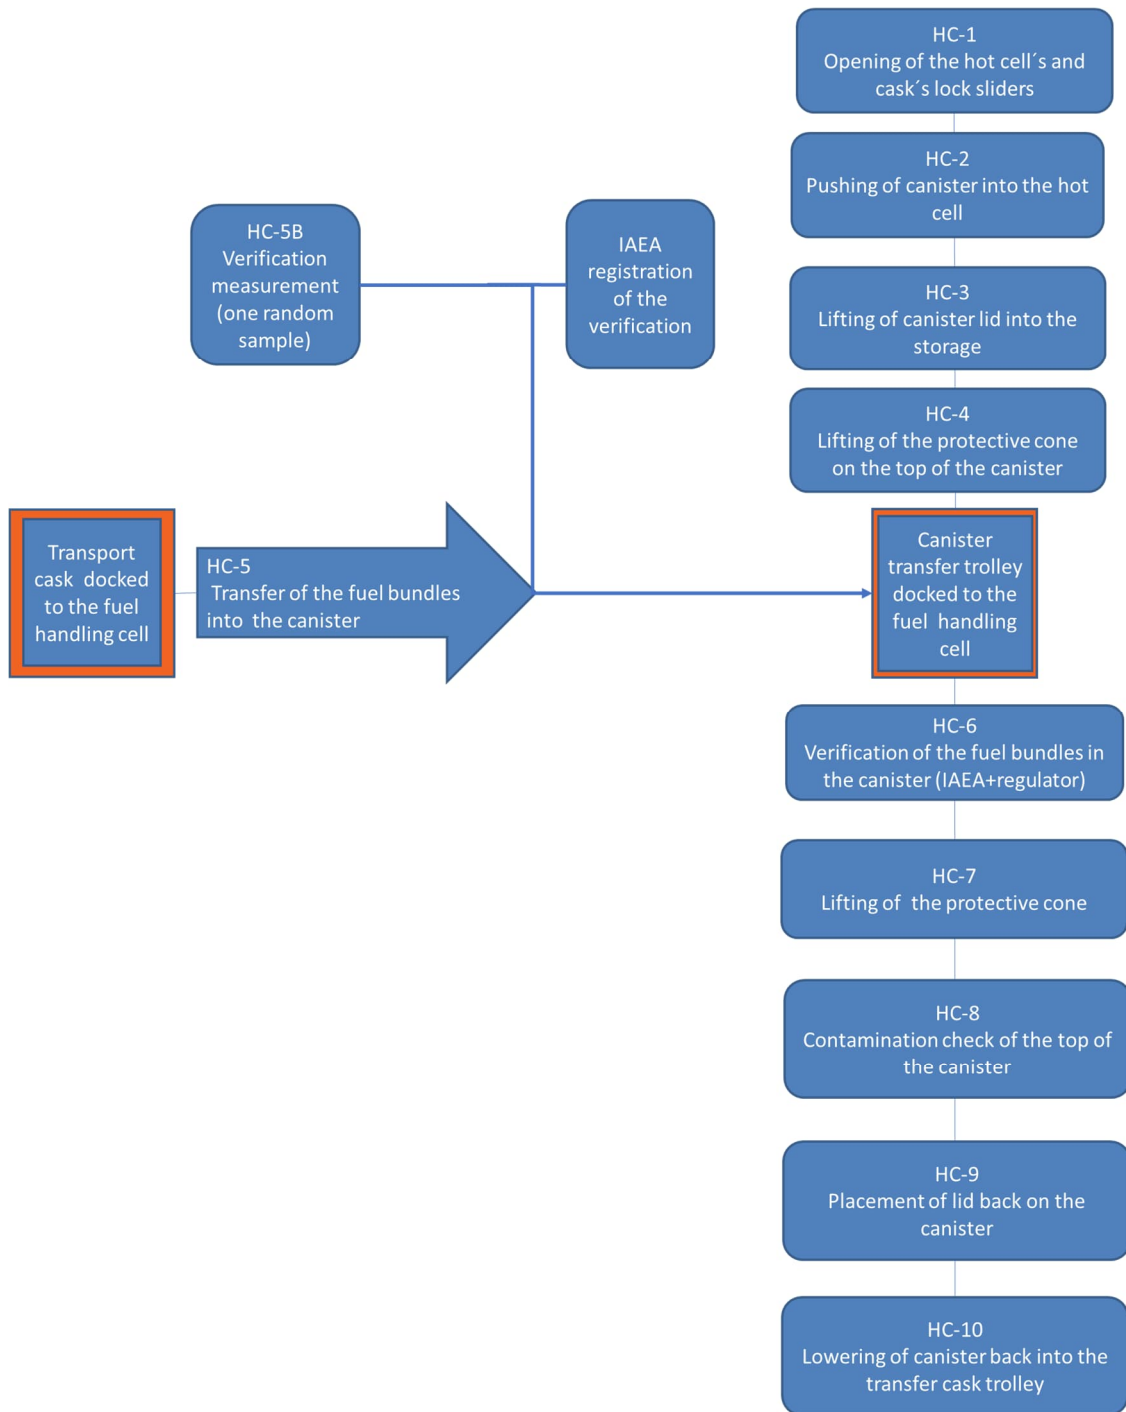 HC-1
Opening of the hot cell´s and
cask´s lock sliders
HC-2
Pushing of canister into the hot
cell
HC-3
Lifting of canister lid into the
storage
HC-4
Lifting of the protective cone
on the top of the canister
HC-5B
Verification
measurement
(one random
sample)
IAEA
registration
of the
verification
Transport
cask docked
to the fuel
handling cell
HC-5
Transfer of the fuel bundles
into the canister
Canister
transfer trolley
docked to the
fuel handling
cell
HC-6
Verification of the fuel bundles in
the canister (IAEA+regulator)
HC-7
Lifting of the protective cone
HC-8
Contamination check of the top of
the canister
HC-9
Placement of lid back on the
canister
HC-10
Lowering of canister back into the
transfer cask trolley